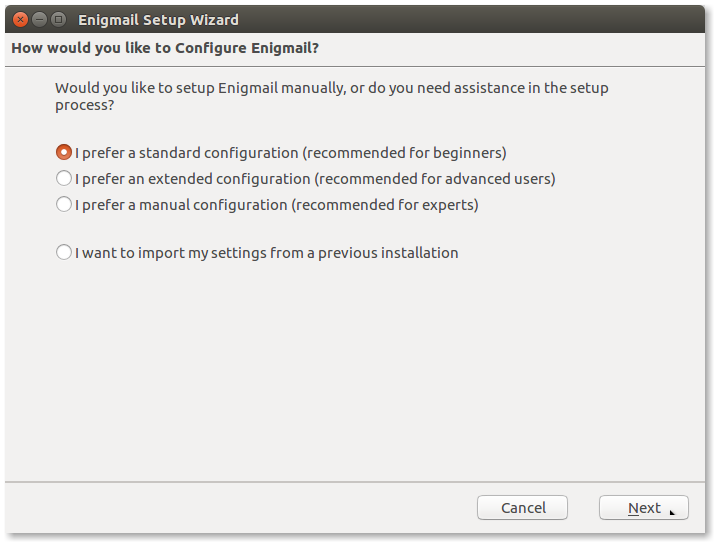 Enigmail Setup Wizard
How would you like to Configure Enigmail?
Would you like to setup Enigmail manually, or do you need assistance in the setup
process?
I prefer a standard configuration (recommended for beginners)
I prefer an extended configuration (recommended for advanced users)
I prefer a manual configuration (recommended for experts)
I want to import my settings from a previous installation
Cancel
Next